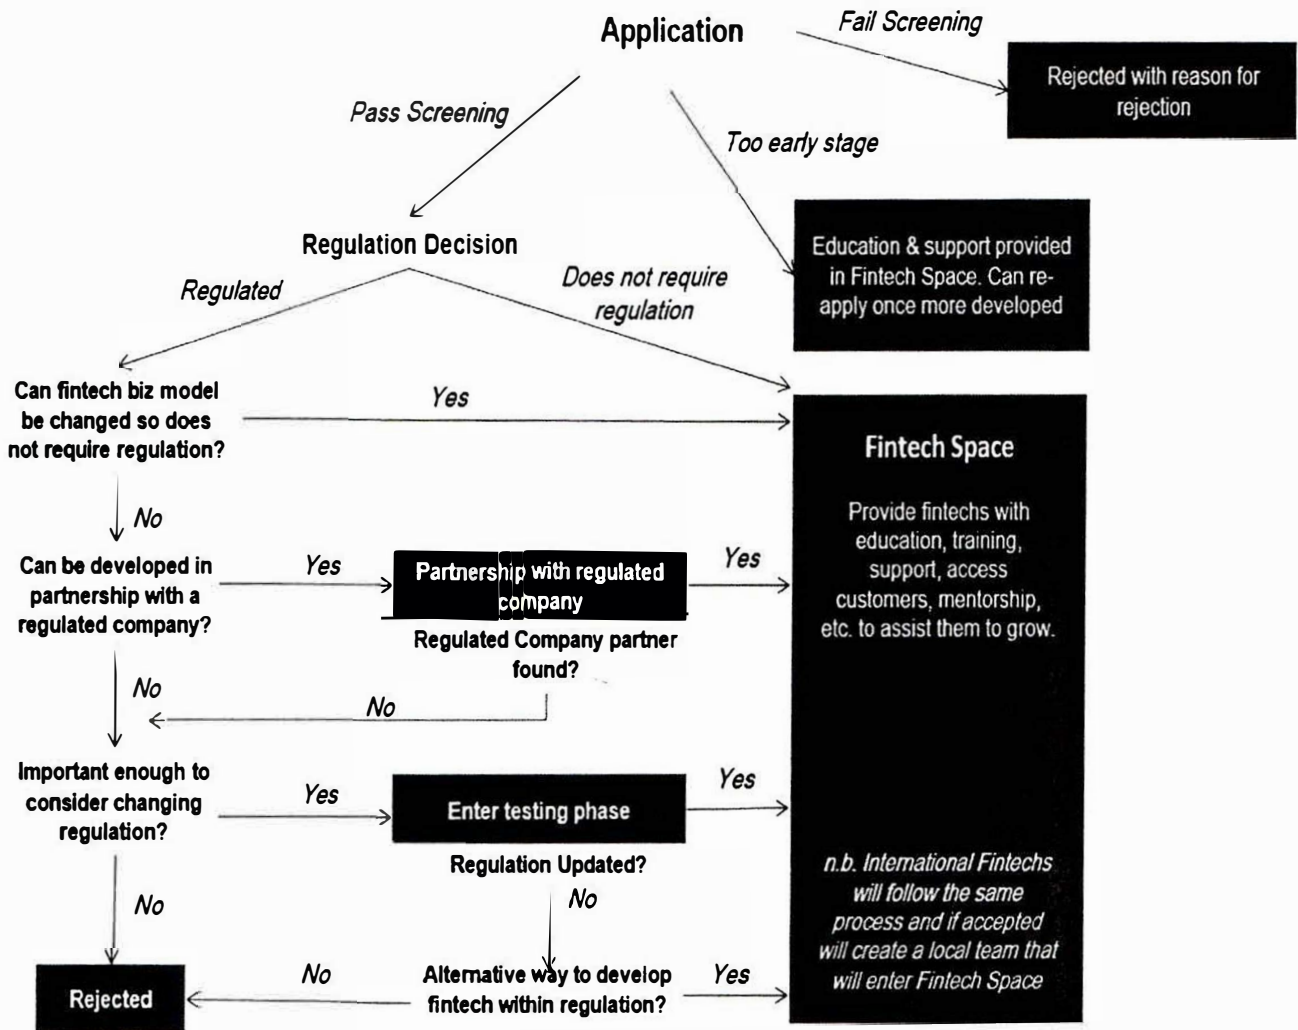 Application
Fail Screening
Rejected with reason for
rejection
Pass Screening
Too early stage
Education & support provided
in Fintech Space. Can re-
apply once more developed
Regulation Decision
Regulated
Does not require
regulation
Can fintech biz model
be changed so does
not require regulation?
Yes
Fintech Space
Provide fintechs with
education, training,
support, access
customers, mentorship,
etc. to assist them to grow.
No
Can be developed in
partnership with a
regulated company?
Yes
Partnership with regulated
company
Yes
Regulated Company partner
found?
No
No
Important enough to
consider changing
regulation?
Yes
Enter testing phase
Yes
Regulation Updated?
No
No
n.b. International Fintechs
will follow the same
process and if accepted
will create a local team that
will enter Fintech Space
Rejected
No
Alternative way to develop
fintech within regulation?
Yes